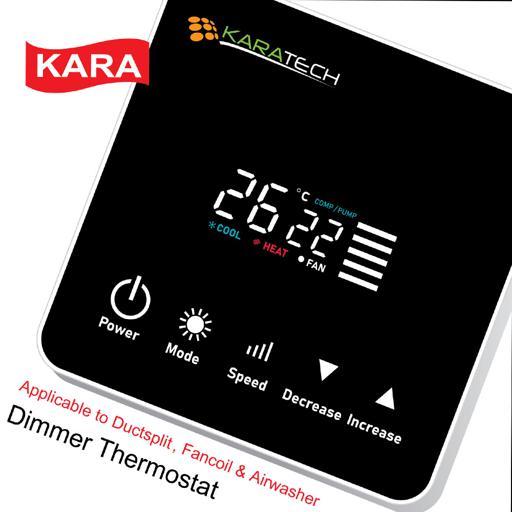 KARATECH
KARA
26 °C COMP/PUMP
22
*COOL HEAT FAN
Power
Mode
Speed
Decrease
Increase
Applicable to Ductsplit, Fancoil & Airwasher
Dimmer Thermostat